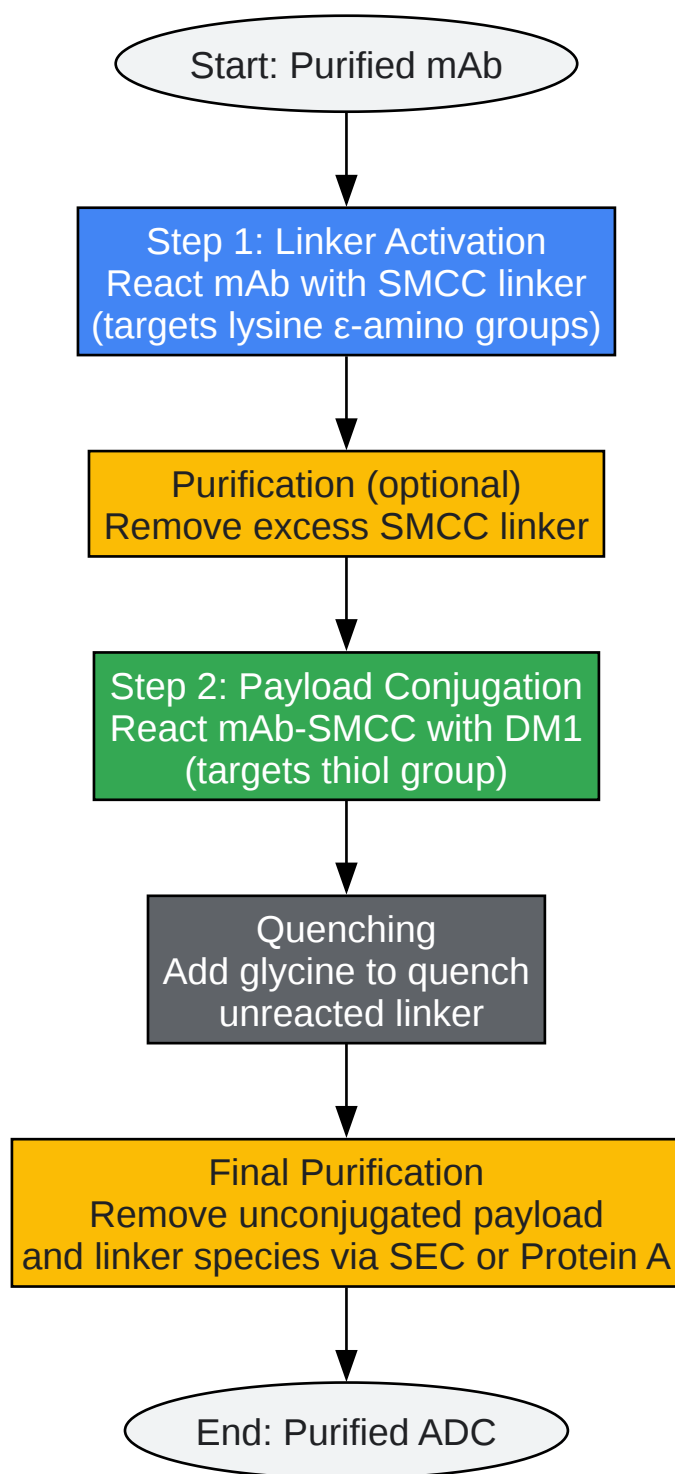 Start: Purified mAb
Step 1: Linker Activation
React mAb with SMCC linker
(targets lysine ε-amino groups)
Purification (optional)
Remove excess SMCC linker
Step 2: Payload Conjugation
React mAb-SMCC with DM1
(targets thiol group)
Quenching
Add glycine to quench
unreacted linker
Final Purification
Remove unconjugated payload
and linker species via SEC or Protein A
End: Purified ADC